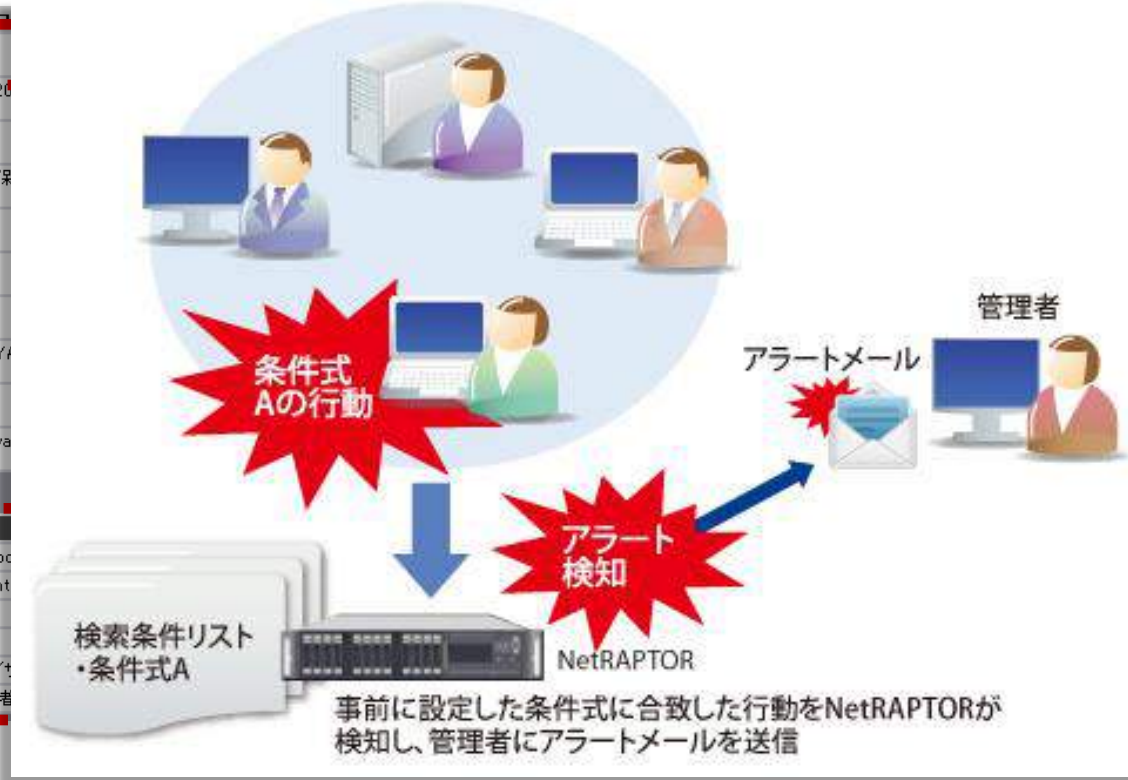 管理者
アラートメール
条件式
Aの行動
アラート
検知
検索条件リスト
・条件式A
NetRAPTOR
事前に設定した条件式に合致した行動をNetRAPTORが
検知し、管理者にアラートメールを送信